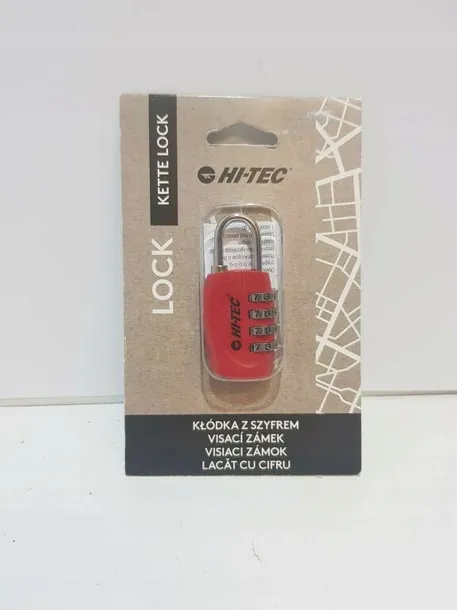 KETTE LOCK
LOCK
HI-TEC®
HI-TEC®
KŁÓDKA Z SZYFREM
VISACÍ ZÁMEK
VISIACI ZÁMOK
LACĂT CU CIFRU